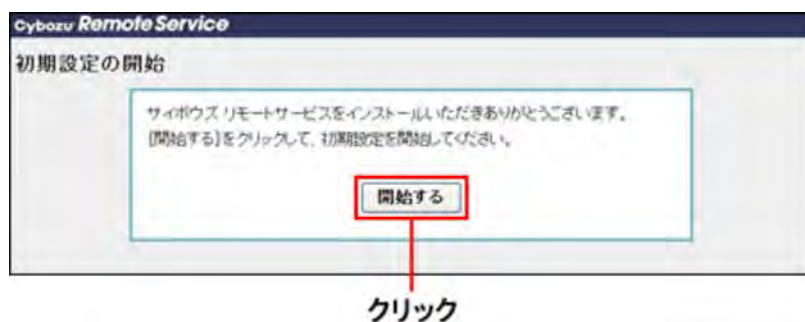 Cybozu Remote Service
初期設定の開始
サイボウズ リモートサービスをインストールいただきありがとうございます。
[開始する]をクリックして、初期設定を開始してください。
開始する
クリック